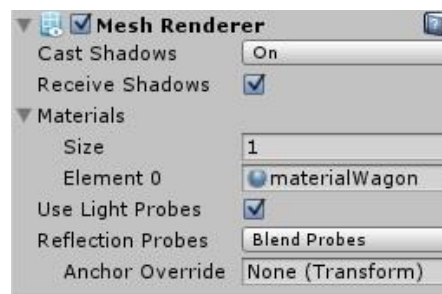 Mesh Renderer
Cast Shadows On
Receive Shadows
Materials
Size 1
Element 0 materialWagon
Use Light Probes
Reflection Probes Blend Probes
Anchor Override None (Transform)